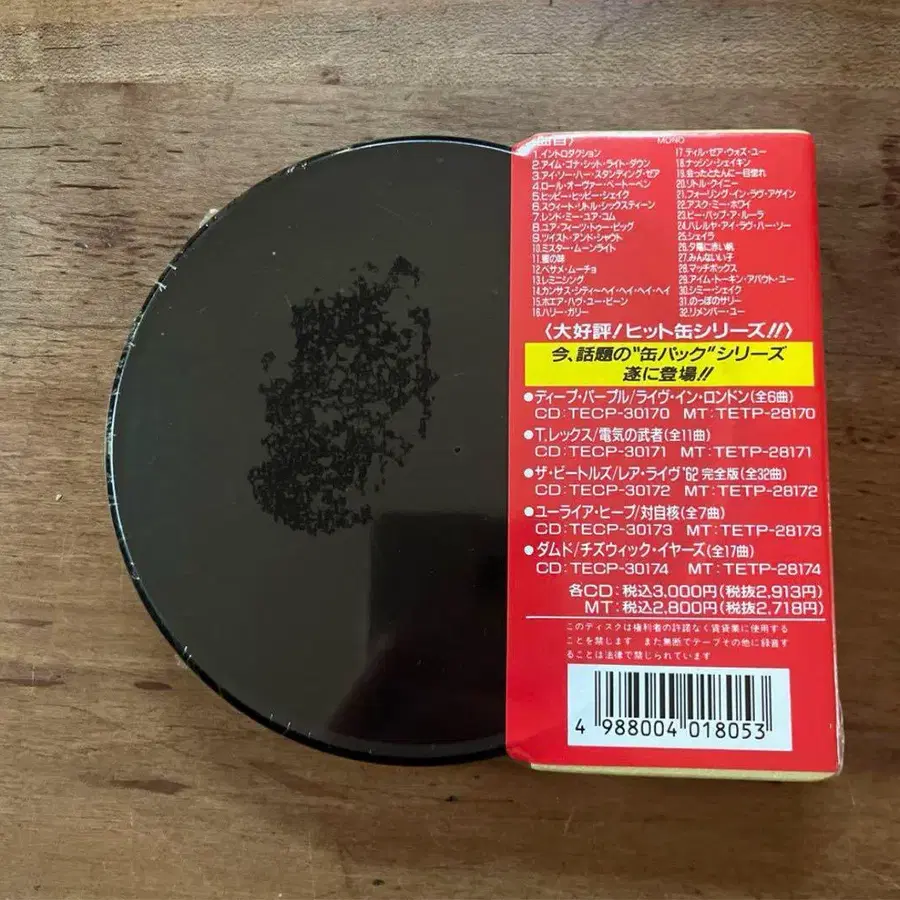 曲目〉
MONO
1.イントロダクション
2.アイム・ゴナ・シット・ライト・ダウン
3.アイ・ソー・ハー・スタンディング・ゼア
4.ロール・オーヴァー・ベートーベン
5.ヒッピー・ヒッピー・シェイク
6.スウィート・リトル・シックスティーン
7.レンド・ミー・ユア・コム
8.ユア・フィーツ・トゥー・ビッグ
9.ツイスト・アンド・シャウト
10.ミスター・ムーンライト
11.蜜の味
12.ベサメ・ムーチョ
13.レミニシング
14.カンサス・シティ～ヘイ・ヘイ・ヘイ・ヘイ
15.ホエア・ハヴ・ユー・ビーン
16.ハリー・ガリー
17.ティル・ゼア・ウォズ・ユー
18.ナッシン・シェイキン
19.会ったとたんに一目惚れ
20.リトル・クイニー
21.フォーリング・イン・ラヴ・アゲイン
22.アスク・ミー・ホワイ
23.ビー・バップ・ア・ルーラ
24.ハレルヤ・アイ・ラヴ・ハー・ソー
25.シェイラ
26.夕陽に赤い帆
27.みんないい子
28.マッチボックス
29.アイム・トーキン・アバウト・ユー
30.シミー・シェイク
31.のっぽのサリー
32.リメンバー・ユー
〈大好評!ヒット缶シリーズ!!〉
今、話題の"缶パック"シリーズ
遂に登場!!
●ディープ・パープル/ライヴ・イン・ロンドン(全6曲)
CD:TECP-30170 MT:TETP-28170
●T.レックス/電気の武者(全11曲)
CD:TECP-30171 MT:TETP-28171
●ザ・ビートルズ/レア・ライヴ'62 完全版(全32曲)
CD:TECP-30172 MT:TETP-28172
●ユーライア・ヒープ/対自核(全7曲)
CD:TECP-30173 MT:TETP-28173
●ダムド/チズウィック・イヤーズ(全17曲)
CD:TECP-30174 MT:TETP-28174
各CD:税込3,000円(税抜2,913円)
MT:税込2,800円(税抜2,718円)
このディスクは権利者の許諾なく賃貸業に使用する
ことを禁じます また無断でテープその他に録音す
ることは法律で禁じられています
4 988004 018053